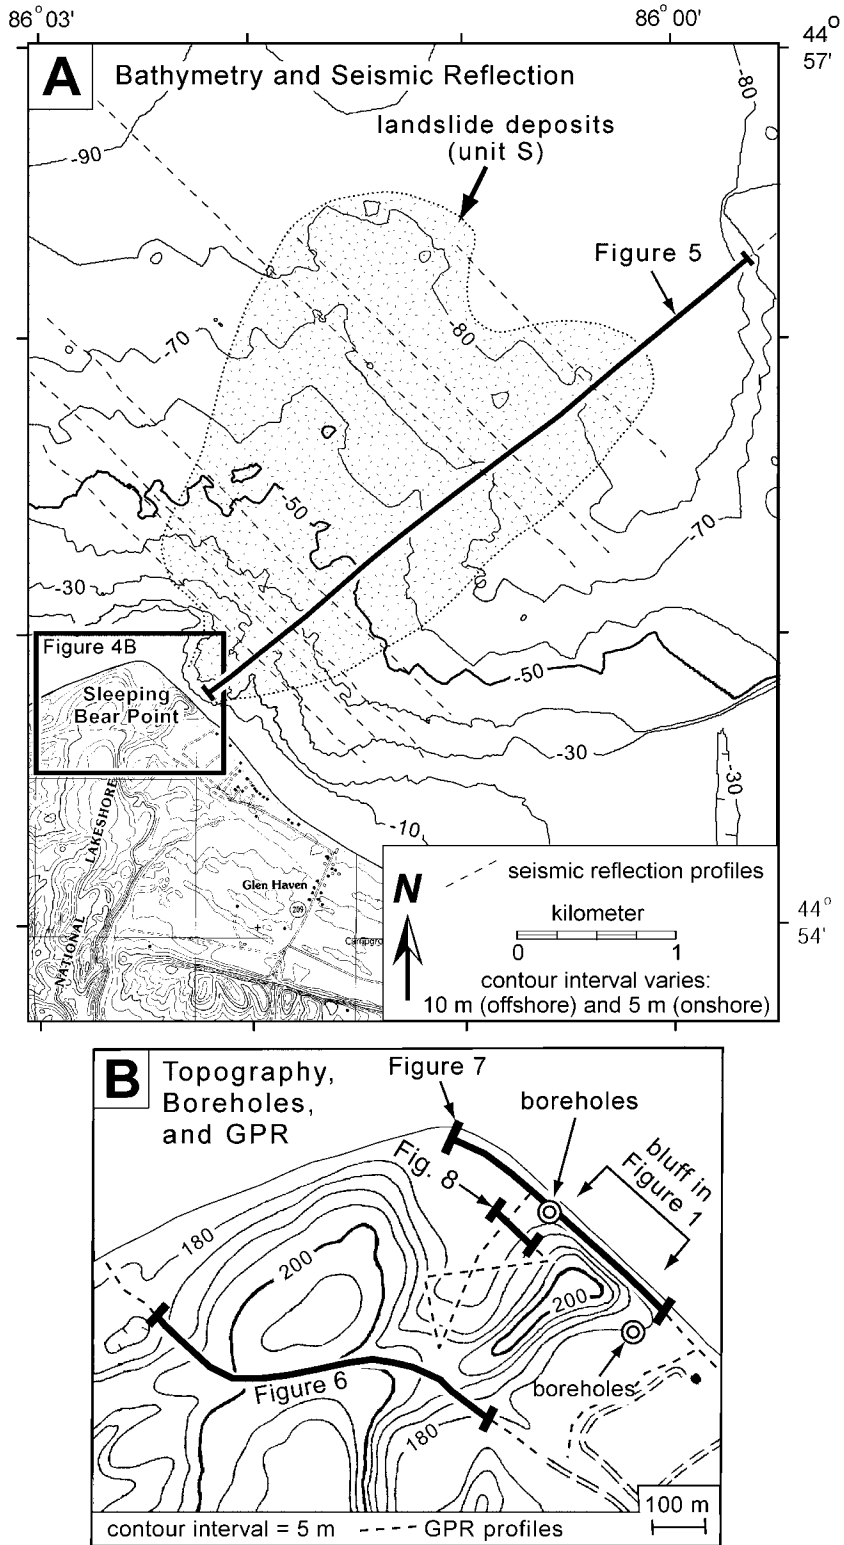 86° 03'
86° 00'
44°
57'
A
Bathymetry and Seismic Reflection
-80
landslide deposits
(unit S)
-90
Figure 5
-80
-70
-50
-70
-30
Figure 4B
Sleeping
Bear Point
-50
-30
-30
-10
LAKESHORE
NATIONAL
Glen Haven
209
seismic reflection profiles
N
kilometer
0 1
contour interval varies:
10 m (offshore) and 5 m (onshore)
44°
54'
B
Topography,
Boreholes,
and GPR
Figure 7
boreholes
Fig. 8
bluff in
Figure 1
180
200
200
Figure 6
boreholes
180
100 m
contour interval = 5 m
GPR profiles